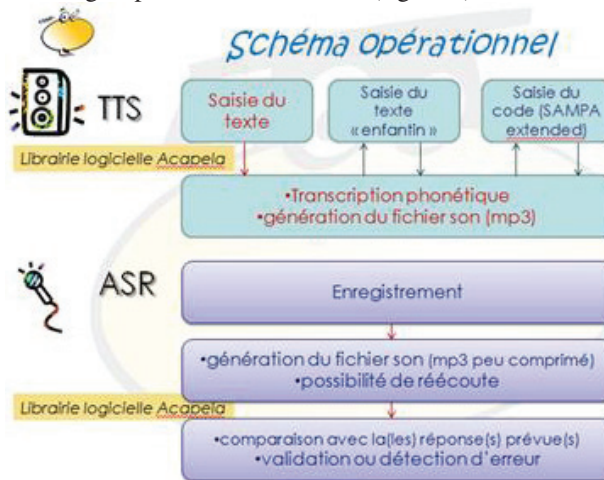 Schéma opérationnel
TTS
Saisie du
texte
Saisie du
texte
« enfantin »
Saisie du
code (SAMPA
extended)
Librairie logicielle Acapela
•Transcription phonétique
•génération du fichier son (mp3)
ASR
Enregistrement
•génération du fichier son (mp3 peu comprimé)
•possibilité de réécoute
Librairie logicielle Acapela
•comparaison avec la(les) réponse(s) prévue(s)
•validation ou détection d'erreur